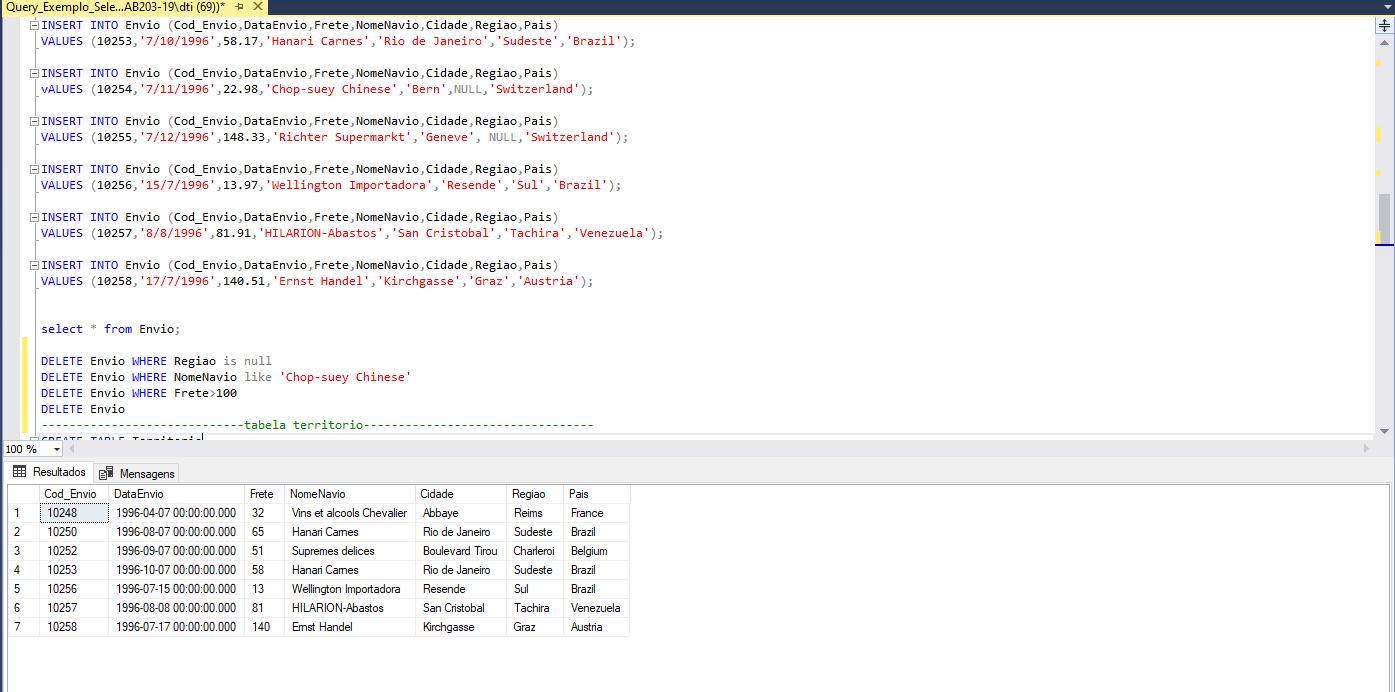 Query_Exemplo_Sele...AB203-19\dti (69))*
INSERT INTO Envio (Cod_Envio,DataEnvio,Frete,NomeNavio,Cidade,Regiao,Pais)
VALUES (10253,'7/10/1996',58.17,'Hanari Carnes','Rio de Janeiro','Sudeste','Brazil');
INSERT INTO Envio (Cod_Envio,DataEnvio,Frete,NomeNavio,Cidade,Regiao,Pais)
vALUES (10254,'7/11/1996',22.98,'Chop-suey Chinese','Bern',NULL,'Switzerland');
INSERT INTO Envio (Cod_Envio,DataEnvio,Frete,NomeNavio,Cidade,Regiao,Pais)
VALUES (10255,'7/12/1996',148.33,'Richter Supermarkt','Geneve', NULL,'Switzerland');
INSERT INTO Envio (Cod_Envio,DataEnvio,Frete,NomeNavio,Cidade,Regiao,Pais)
VALUES (10256,'15/7/1996',13.97,'Wellington Importadora','Resende','Sul','Brazil');
INSERT INTO Envio (Cod_Envio,DataEnvio,Frete,NomeNavio,Cidade,Regiao,Pais)
VALUES (10257,'8/8/1996',81.91,'HILARION-Abastos','San Cristobal','Tachira','Venezuela');
INSERT INTO Envio (Cod_Envio,DataEnvio,Frete,NomeNavio,Cidade,Regiao,Pais)
VALUES (10258,'17/7/1996',140.51,'Ernst Handel','Kirchgasse','Graz','Austria');
select * from Envio;
DELETE Envio WHERE Regiao is null
DELETE Envio WHERE NomeNavio like 'Chop-suey Chinese'
DELETE Envio WHERE Frete>100
DELETE Envio
-----------------------------tabela territorio---------------------------------
CREATE TABLE Territorio
100 %
Resultados Mensagens
Cod_Envio DataEnvio Frete NomeNavio Cidade Regiao Pais
1 10248 1996-04-07 00:00:00.000 32 Vins et alcools Chevalier Abbaye Reims France
2 10250 1996-08-07 00:00:00.000 65 Hanari Carnes Rio de Janeiro Sudeste Brazil
3 10252 1996-09-07 00:00:00.000 51 Supremes delices Boulevard Tirou Charleroi Belgium
4 10253 1996-10-07 00:00:00.000 58 Hanari Carnes Rio de Janeiro Sudeste Brazil
5 10256 1996-07-15 00:00:00.000 13 Wellington Importadora Resende Sul Brazil
6 10257 1996-08-08 00:00:00.000 81 HILARION-Abastos San Cristobal Tachira Venezuela
7 10258 1996-07-17 00:00:00.000 140 Ernst Handel Kirchgasse Graz Austria